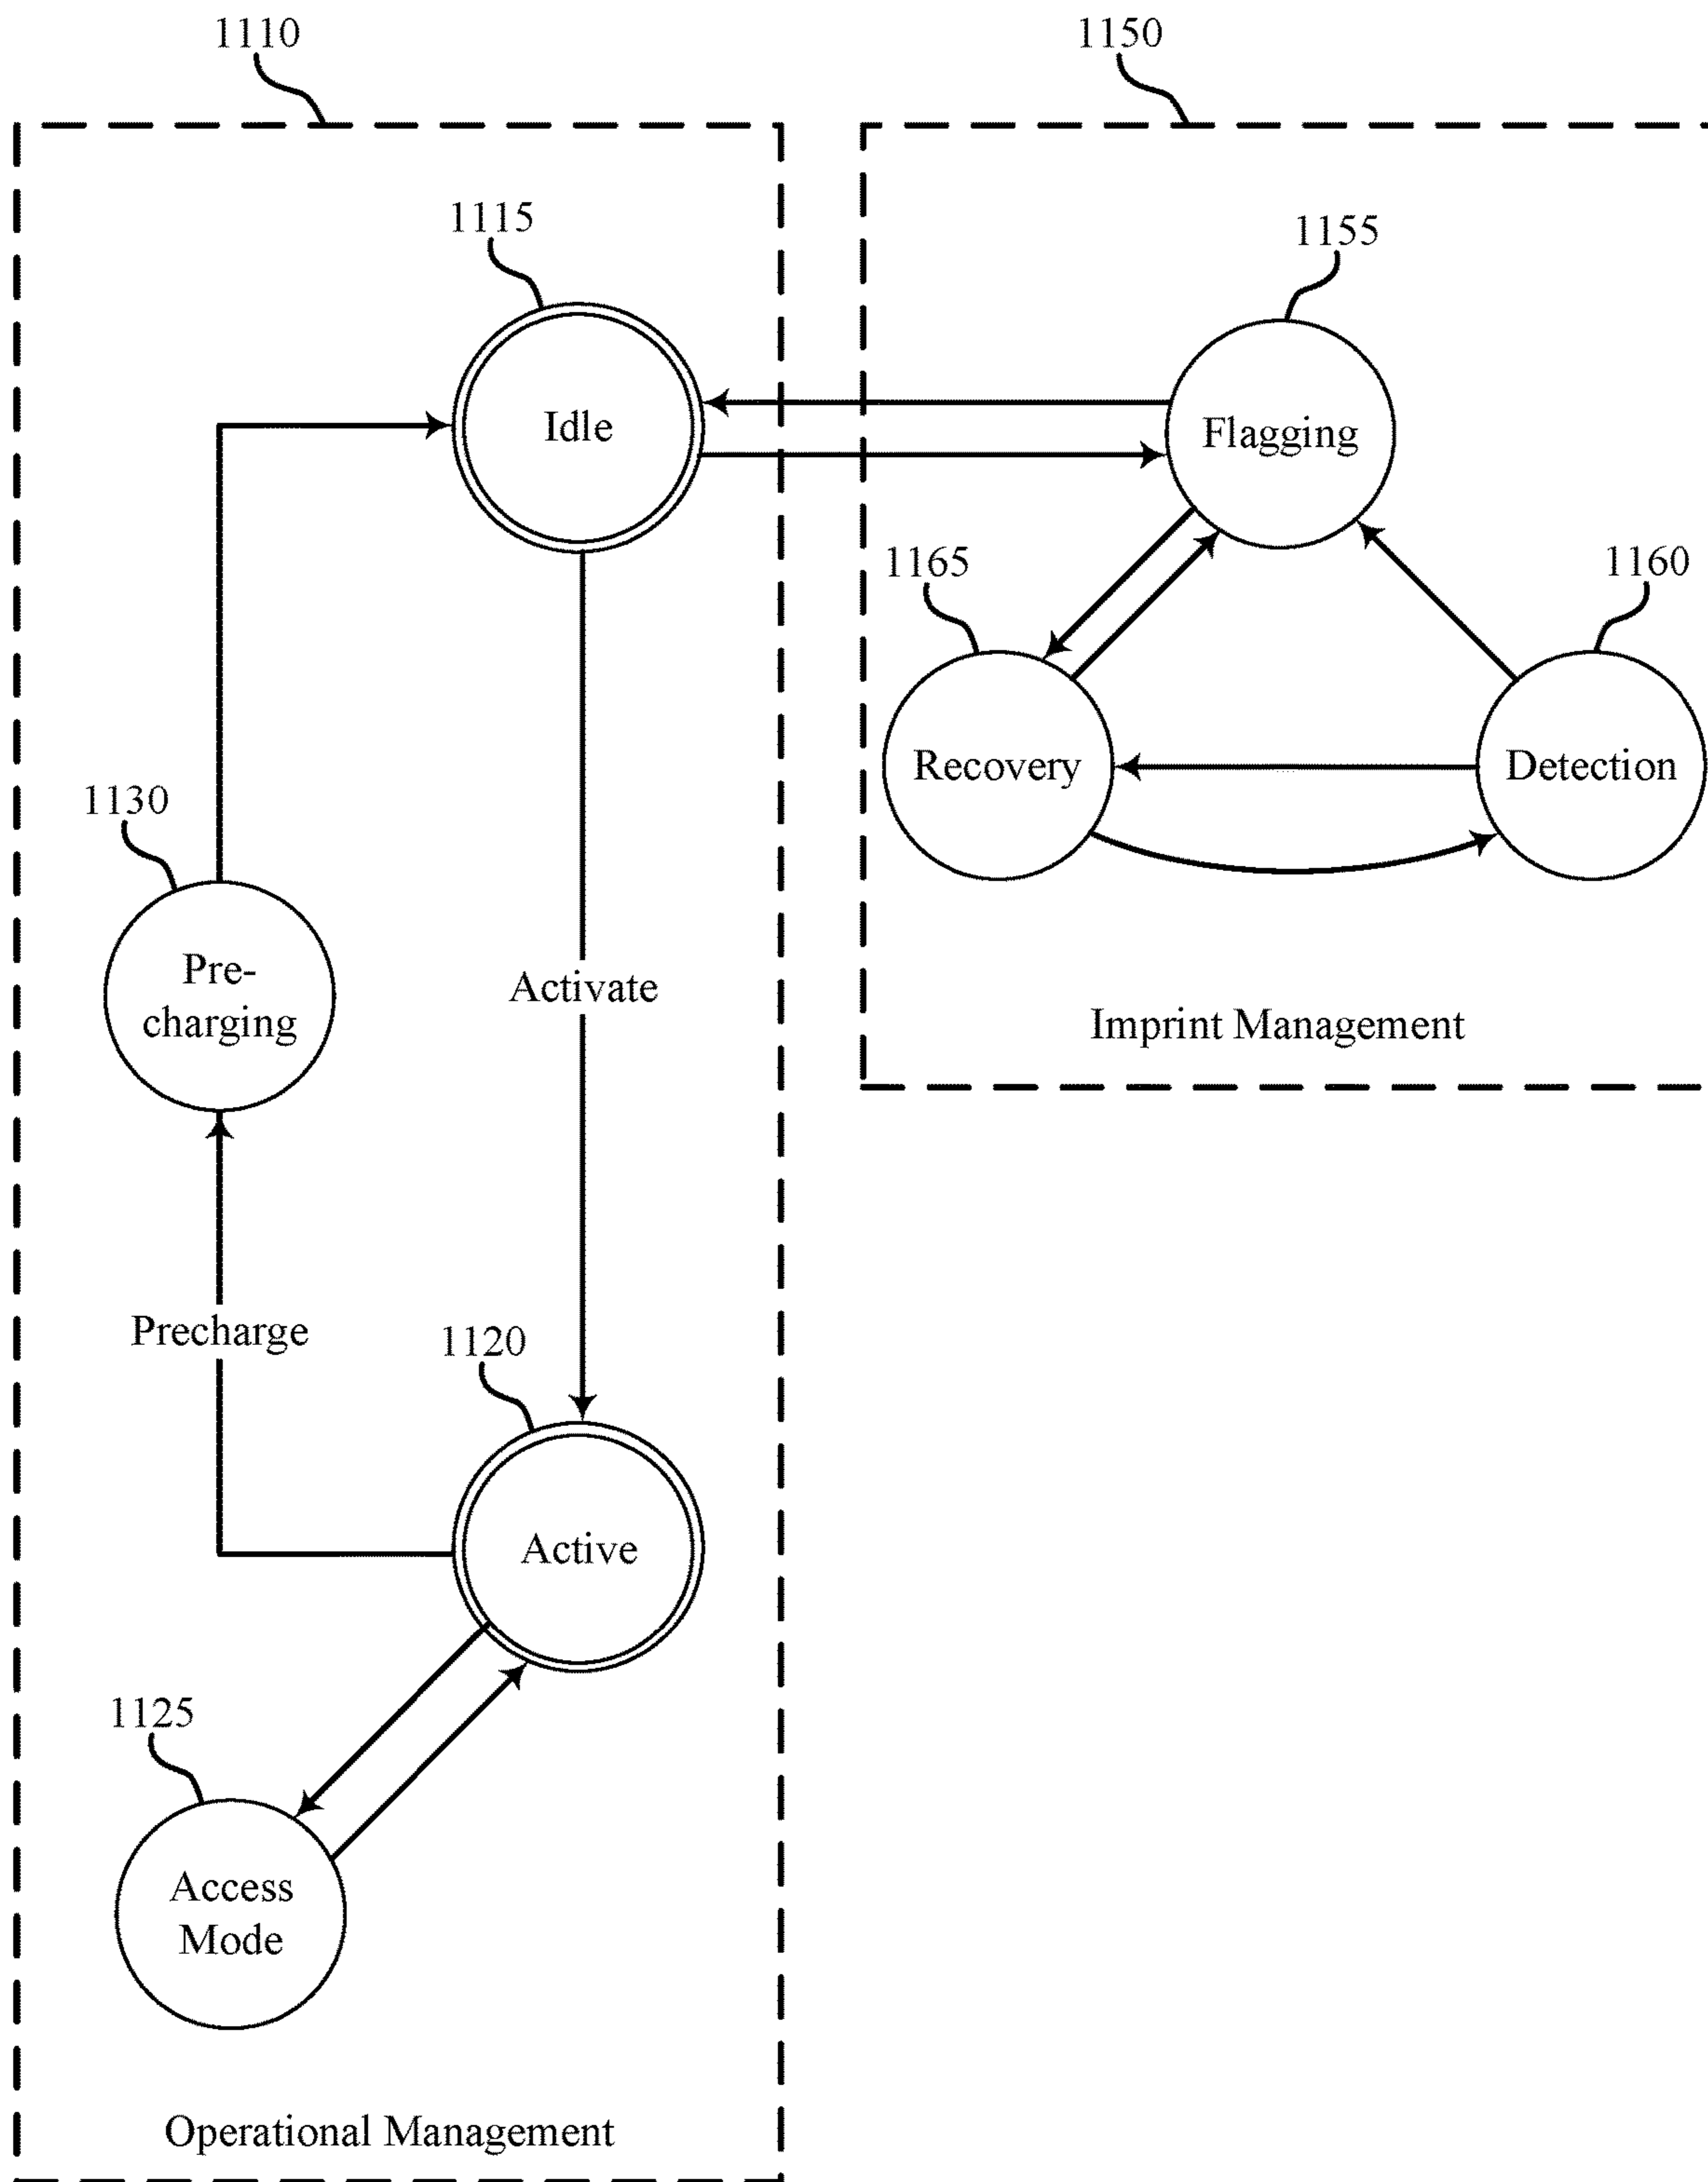 1110
1150
1115
1155
Idle
Flagging
1165
1160
Recovery
Detection
1130
Pre-
charging
Activate
Imprint Management
Precharge
1120
Active
1125
Access
Mode
Operational Management